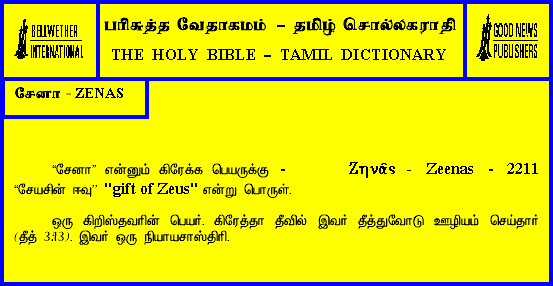 BELLWETHER
INTERNATIONAL
பரிசுத்த வேதாகமம் – தமிழ் சொல்லகராதி
THE HOLY BIBLE – TAMIL DICTIONARY
GOOD NEWS
PUBLISHERS
சேனா - ZENAS
“சேனா” என்னும் கிரேக்க பெயருக்கு - Ζηνᾶς - Zeenas - 2211
“சேயசின் ஈவு” "gift of Zeus" என்று பொருள்.
ஒரு கிறிஸ்தவரின் பெயர். கிரேத்தா தீவில் இவர் தீத்துவோடு ஊழியம் செய்தார்
(தீத் 3:13). இவர் ஒரு நியாயசாஸ்திரி.